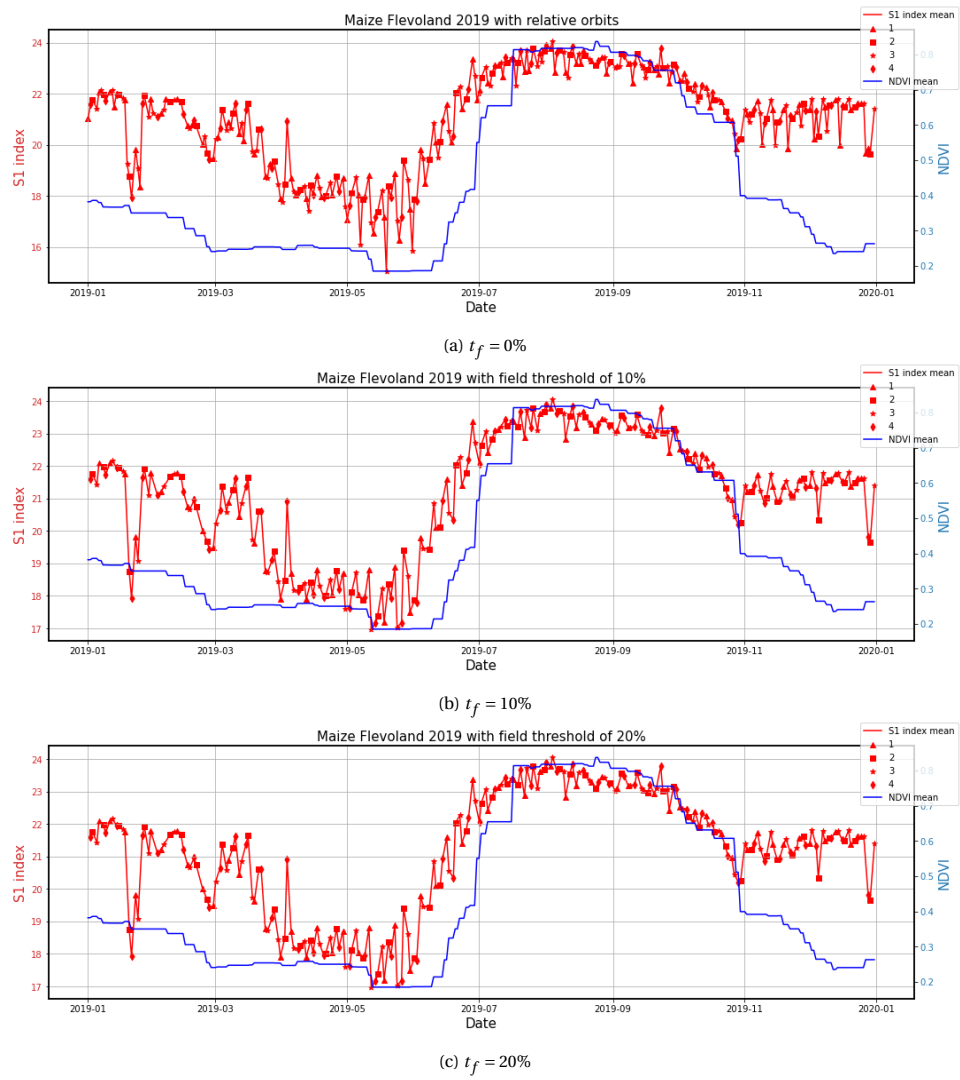 Maize Flevoland 2019 with relative orbits
S1 index mean
1
2
3
4
NDVI mean
24
22
20
18
16
S1 index
0.8
0.7
0.6
0.5
0.4
0.3
0.2
NDVI
2019-01 2019-03 2019-05 2019-07 2019-09 2019-11 2020-01
Date
(a) t_f = 0%
Maize Flevoland 2019 with field threshold of 10%
S1 index mean
1
2
3
4
NDVI mean
24
23
22
21
20
19
18
17
S1 index
0.8
0.7
0.6
0.5
0.4
0.3
0.2
NDVI
2019-01 2019-03 2019-05 2019-07 2019-09 2019-11 2020-01
Date
(b) t_f = 10%
Maize Flevoland 2019 with field threshold of 20%
S1 index mean
1
2
3
4
NDVI mean
24
23
22
21
20
19
18
17
S1 index
0.8
0.7
0.6
0.5
0.4
0.3
0.2
NDVI
2019-01 2019-03 2019-05 2019-07 2019-09 2019-11 2020-01
Date
(c) t_f = 20%